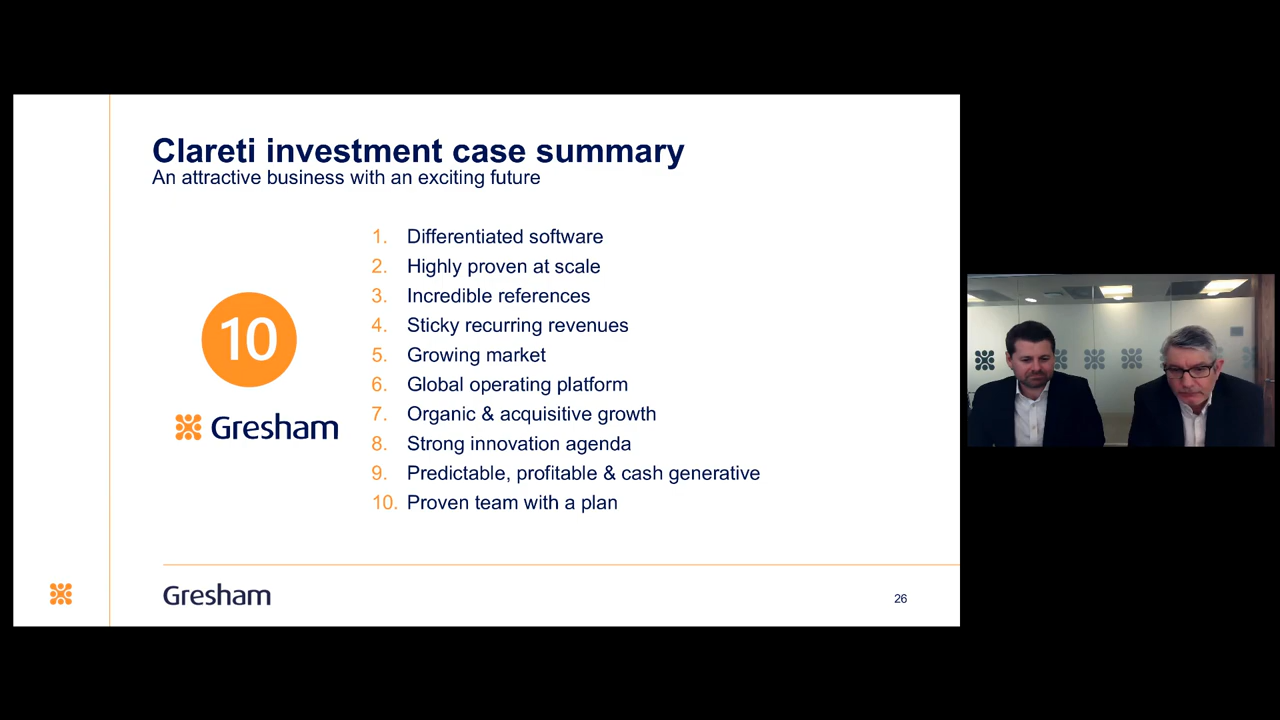 Clareti investment case summary
An attractive business with an exciting future
1. Differentiated software
2. Highly proven at scale
3. Incredible references
4. Sticky recurring revenues
5. Growing market
6. Global operating platform
7. Organic & acquisitive growth
8. Strong innovation agenda
9. Predictable, profitable & cash generative
10. Proven team with a plan
10
Gresham
Gresham
26